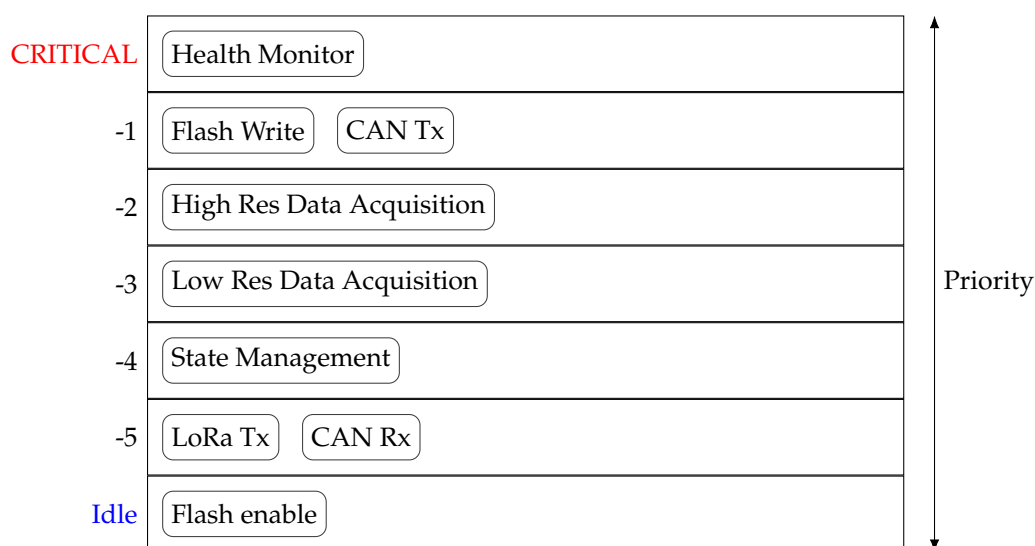 CRITICAL Health Monitor
-1 Flash Write CAN Tx
-2 High Res Data Acquisition
-3 Low Res Data Acquisition Priority
-4 State Management
-5 LoRa Tx CAN Rx
Idle Flash enable